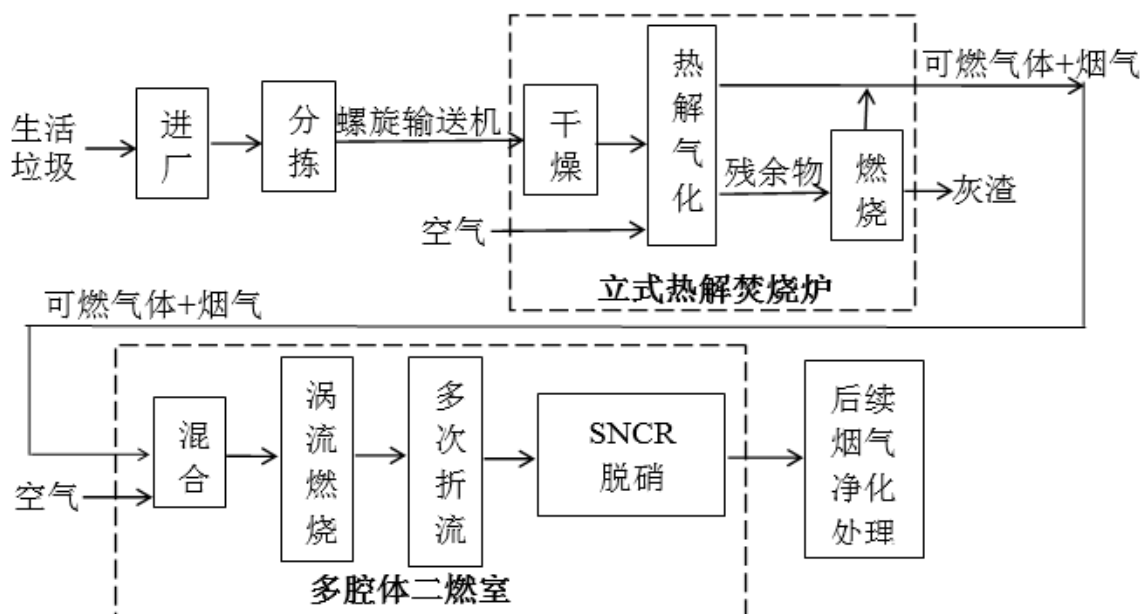 生活
垃圾
进
厂
分
拣
螺旋输送机
干
燥
空气
热
解
气
化
残余物
燃
烧
灰渣
可燃气体+烟气
立式热解焚烧炉
可燃气体+烟气
空气
混
合
涡
流
燃
烧
多
次
折
流
SNCR
脱硝
多腔体二燃室
后续
烟气
净化
处理